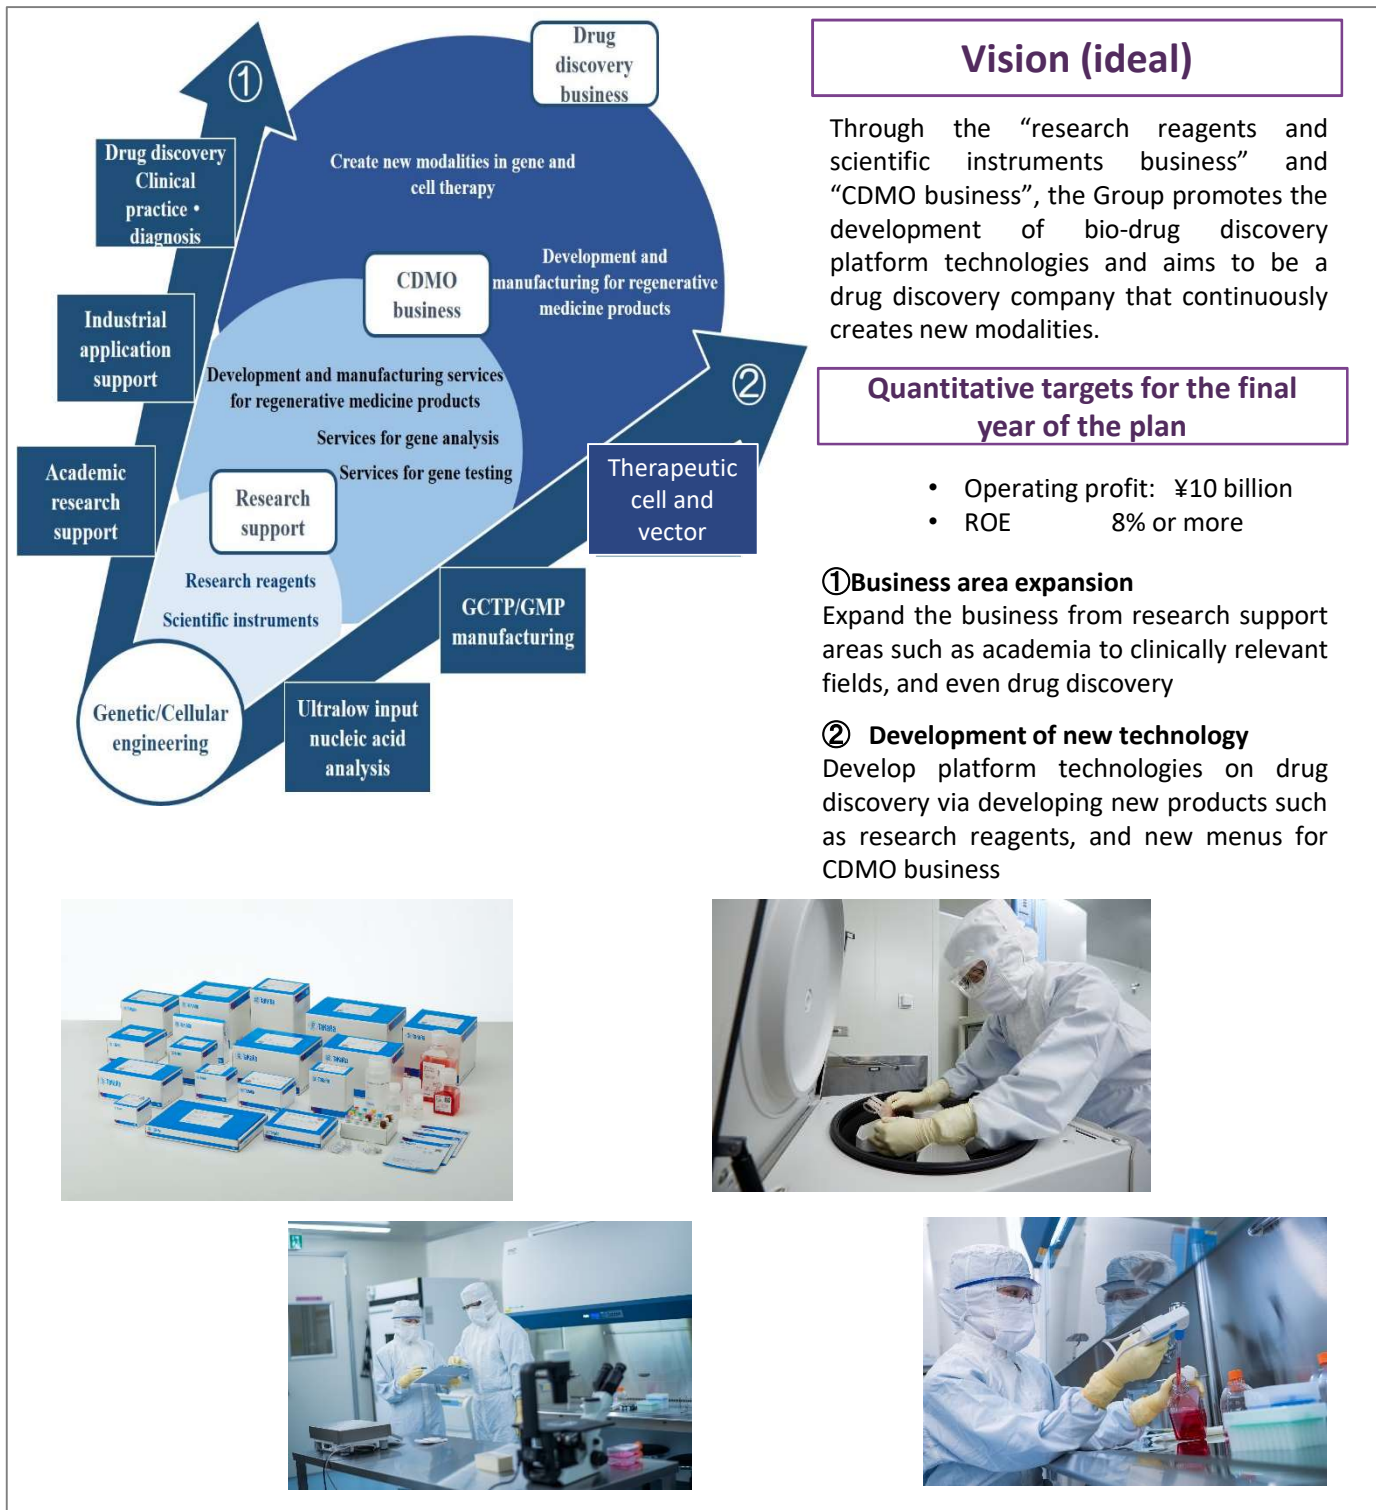 Drug
discovery
business
①
Drug discovery
Clinical
practice・
diagnosis
Create new modalities in gene and
cell therapy
Development and
manufacturing for regenerative
medicine products
CDMO
business
Industrial
application
support
Development and manufacturing services
for regenerative medicine products
Services for gene analysis
Services for gene testing
②
Academic
research
support
Research
support
Therapeutic
cell and
vector
Research reagents
Scientific instruments
GCTP/GMP
manufacturing
Genetic/Cellular
engineering
Ultralow input
nucleic acid
analysis
Vision (ideal)
Through the “research reagents and
scientific instruments business” and
“CDMO business”, the Group promotes the
development of bio-drug discovery
platform technologies and aims to be a
drug discovery company that continuously
creates new modalities.
Quantitative targets for the final
year of the plan
• Operating profit: ¥10 billion
• ROE 8% or more
①Business area expansion
Expand the business from research support
areas such as academia to clinically relevant
fields, and even drug discovery
② Development of new technology
Develop platform technologies on drug
discovery via developing new products such
as research reagents, and new menus for
CDMO business
TaKaRa
TaKaRa
TaKaRa
TaKaRa